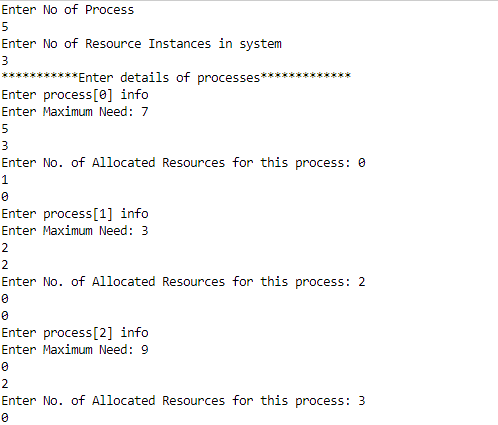 Enter No of Process
5
Enter No of Resource Instances in system
3
***********Enter details of processes*************
Enter process[0] info
Enter Maximum Need: 7
5
3
Enter No. of Allocated Resources for this process: 0
1
0
Enter process[1] info
Enter Maximum Need: 3
2
2
Enter No. of Allocated Resources for this process: 2
0
0
Enter process[2] info
Enter Maximum Need: 9
0
2
Enter No. of Allocated Resources for this process: 3
0